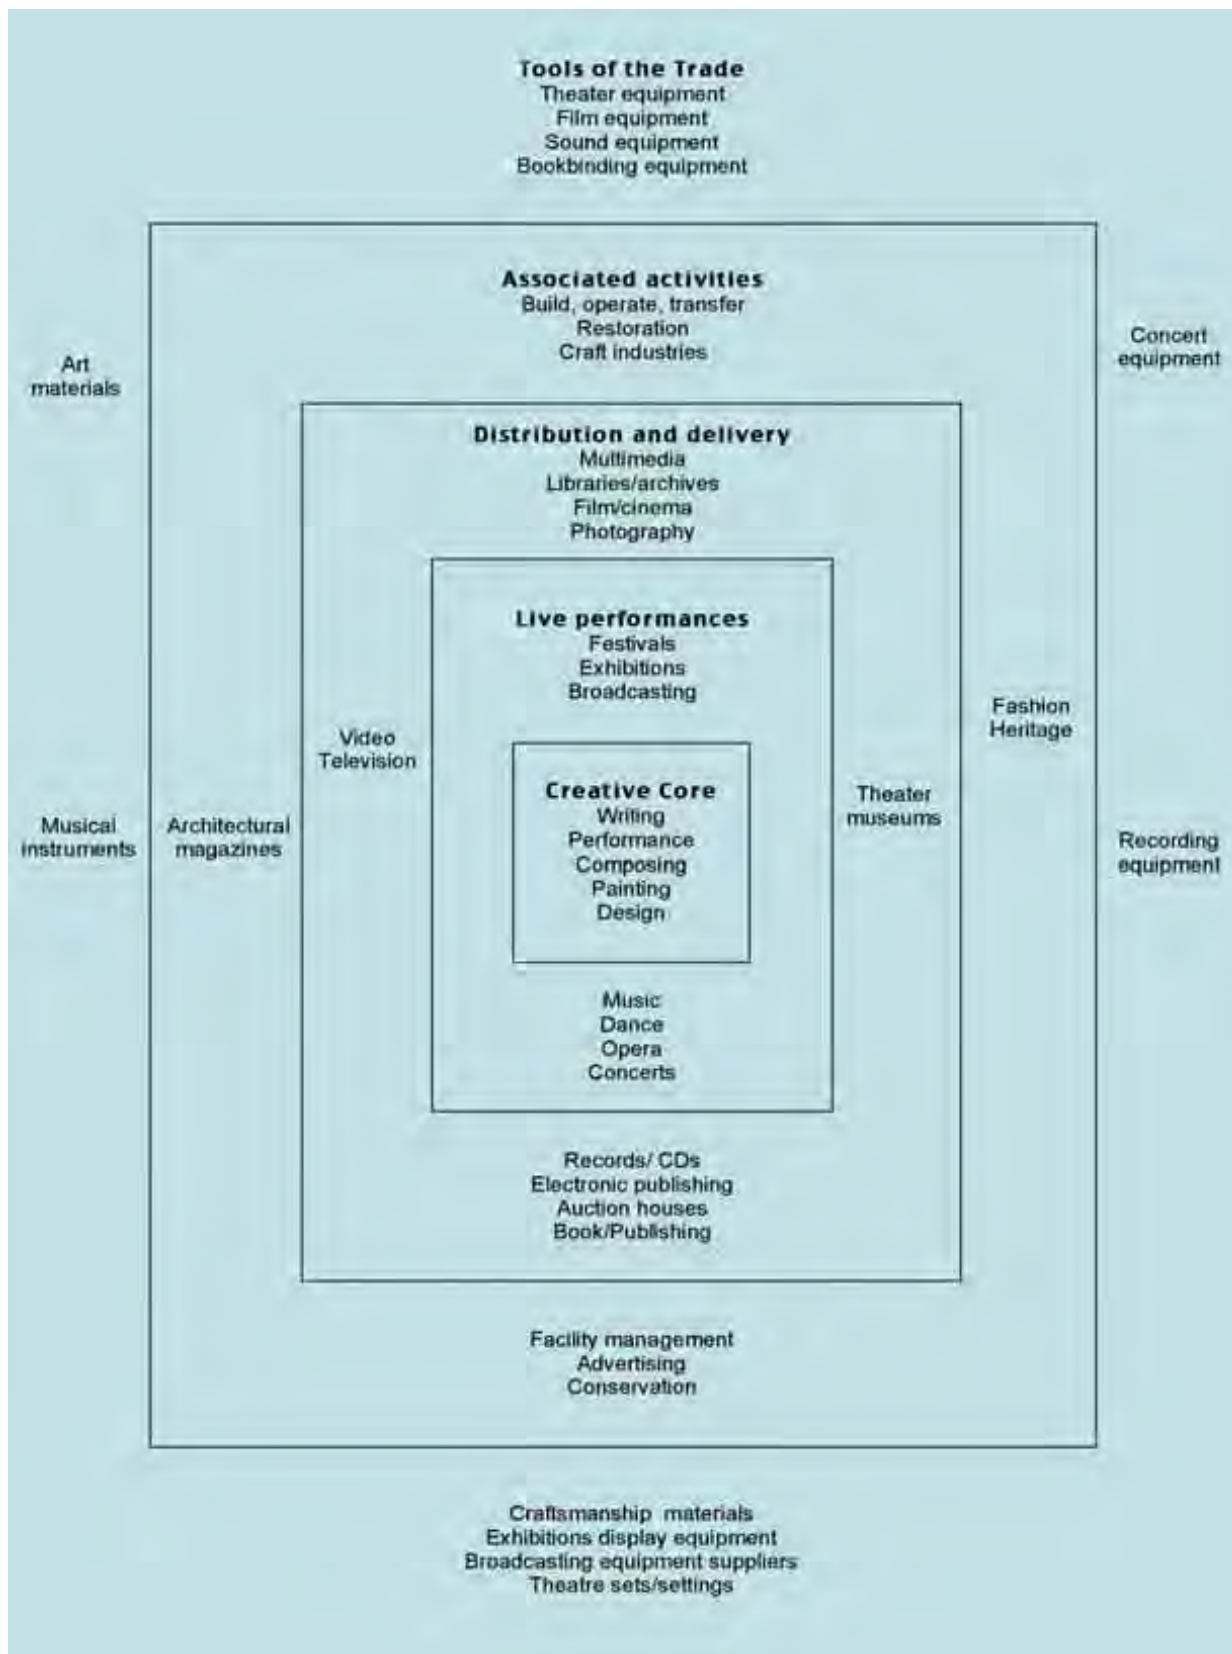 Tools of the Trade
Theater equipment
Film equipment
Sound equipment
Bookbinding equipment
Associated activities
Build, operate, transfer
Restoration
Craft industries
Art
materials
Concert
equipment
Distribution and delivery
Multimedia
Libraries/archives
Film/cinema
Photography
Live performances
Festivals
Exhibitions
Broadcasting
Video
Television
Fashion
Heritage
Creative Core
Writing
Performance
Composing
Painting
Design
Theater
museums
Musical
instruments
Architectural
magazines
Recording
equipment
Music
Dance
Opera
Concerts
Records/ CDs
Electronic publishing
Auction houses
Book/Publishing
Facility management
Advertising
Conservation
Craftsmanship materials
Exhibitions display equipment
Broadcasting equipment suppliers
Theatre sets/settings